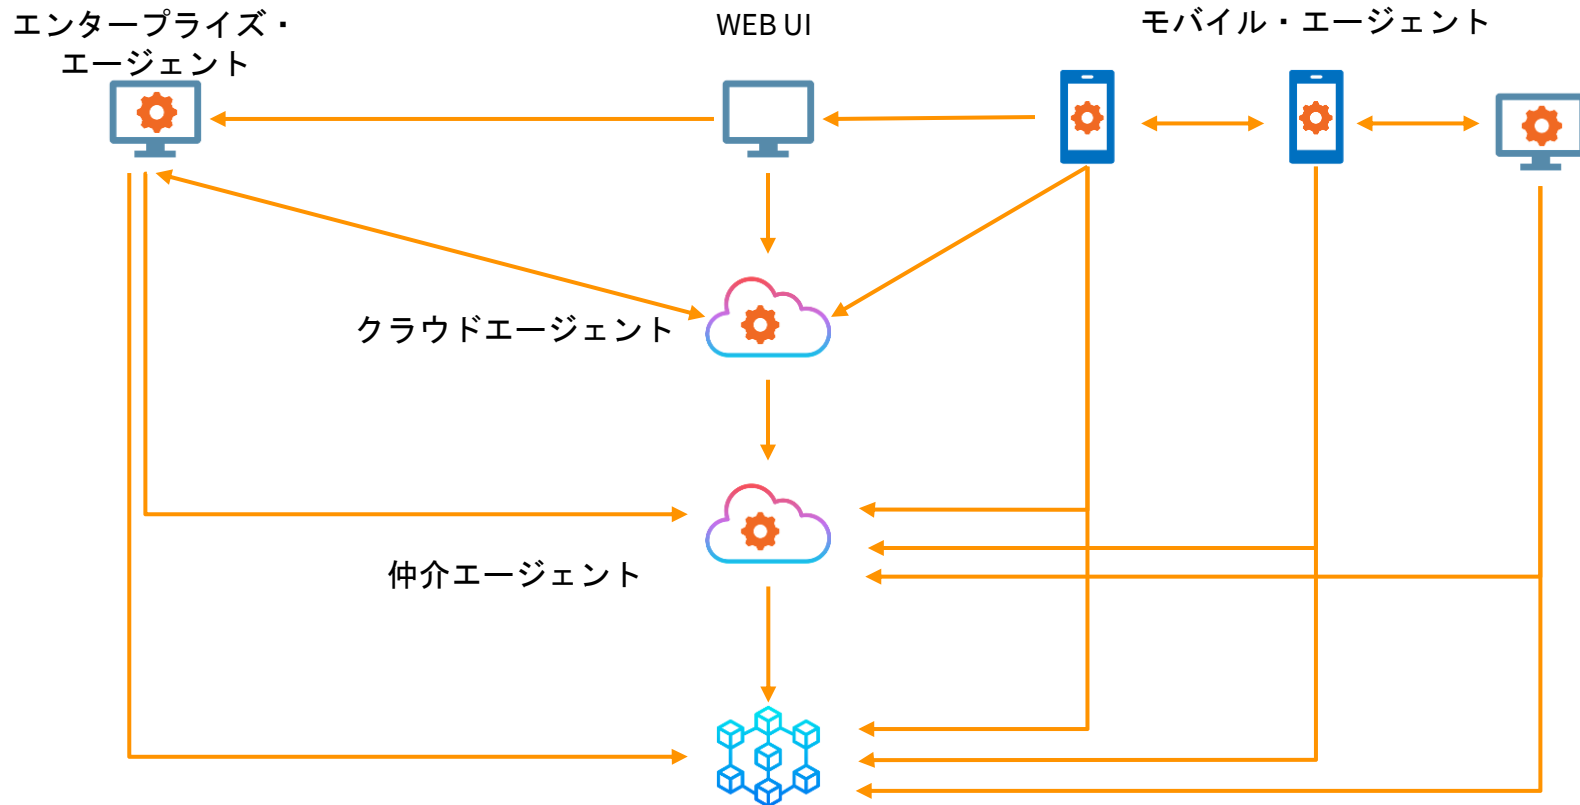 エンタープライズ・
エージェント
WEB UI
モバイル・エージェント
クラウドエージェント
仲介エージェント